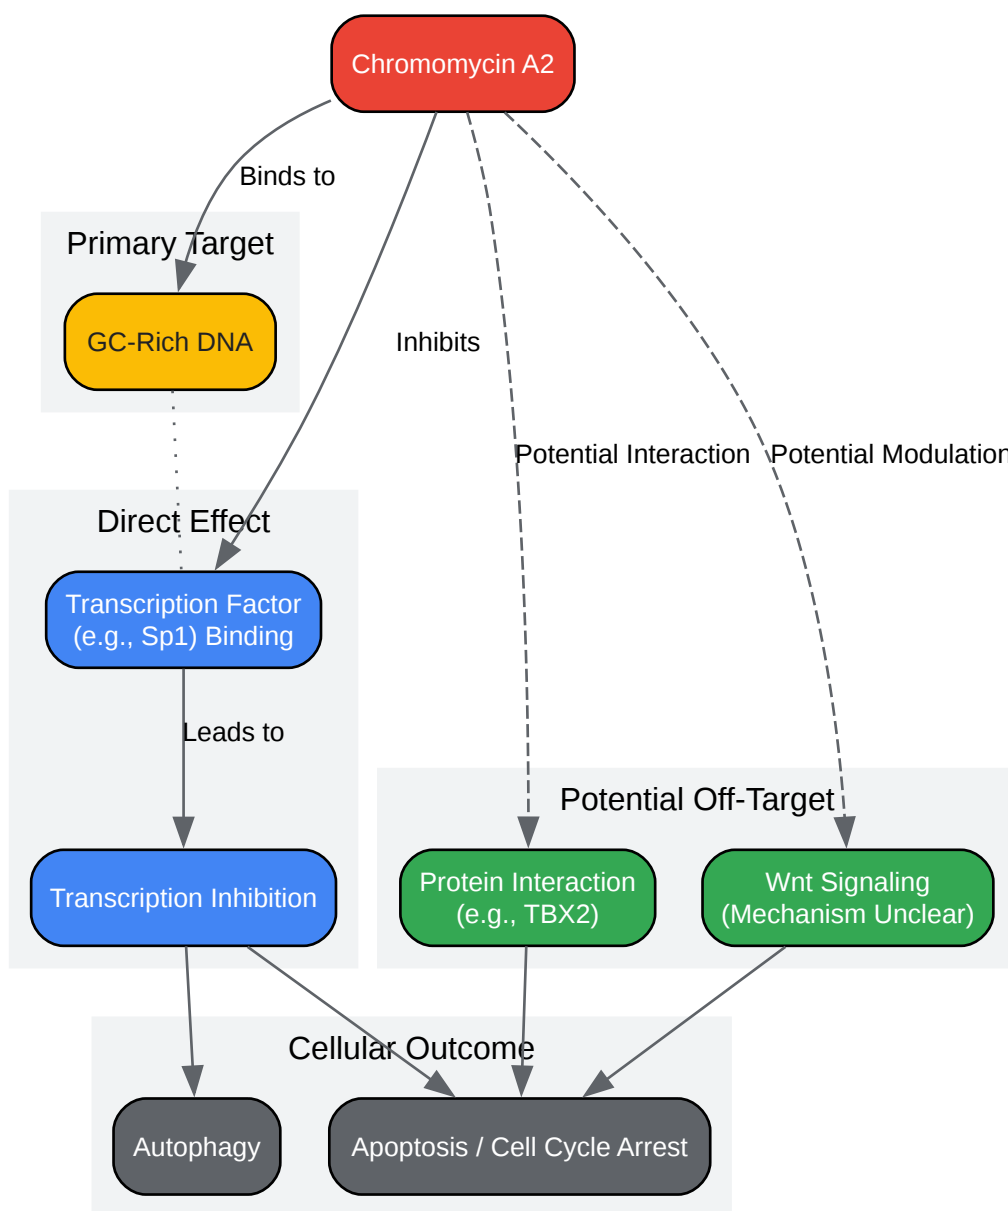 Chromomycin A2
Binds to
Primary Target
GC-Rich DNA
Inhibits
Potential Interaction
Potential Modulation
Direct Effect
Transcription Factor
(e.g., Sp1) Binding
Leads to
Potential Off-Target
Transcription Inhibition
Protein Interaction
(e.g., TBX2)
Wnt Signaling
(Mechanism Unclear)
Cellular Outcome
Autophagy
Apoptosis / Cell Cycle Arrest